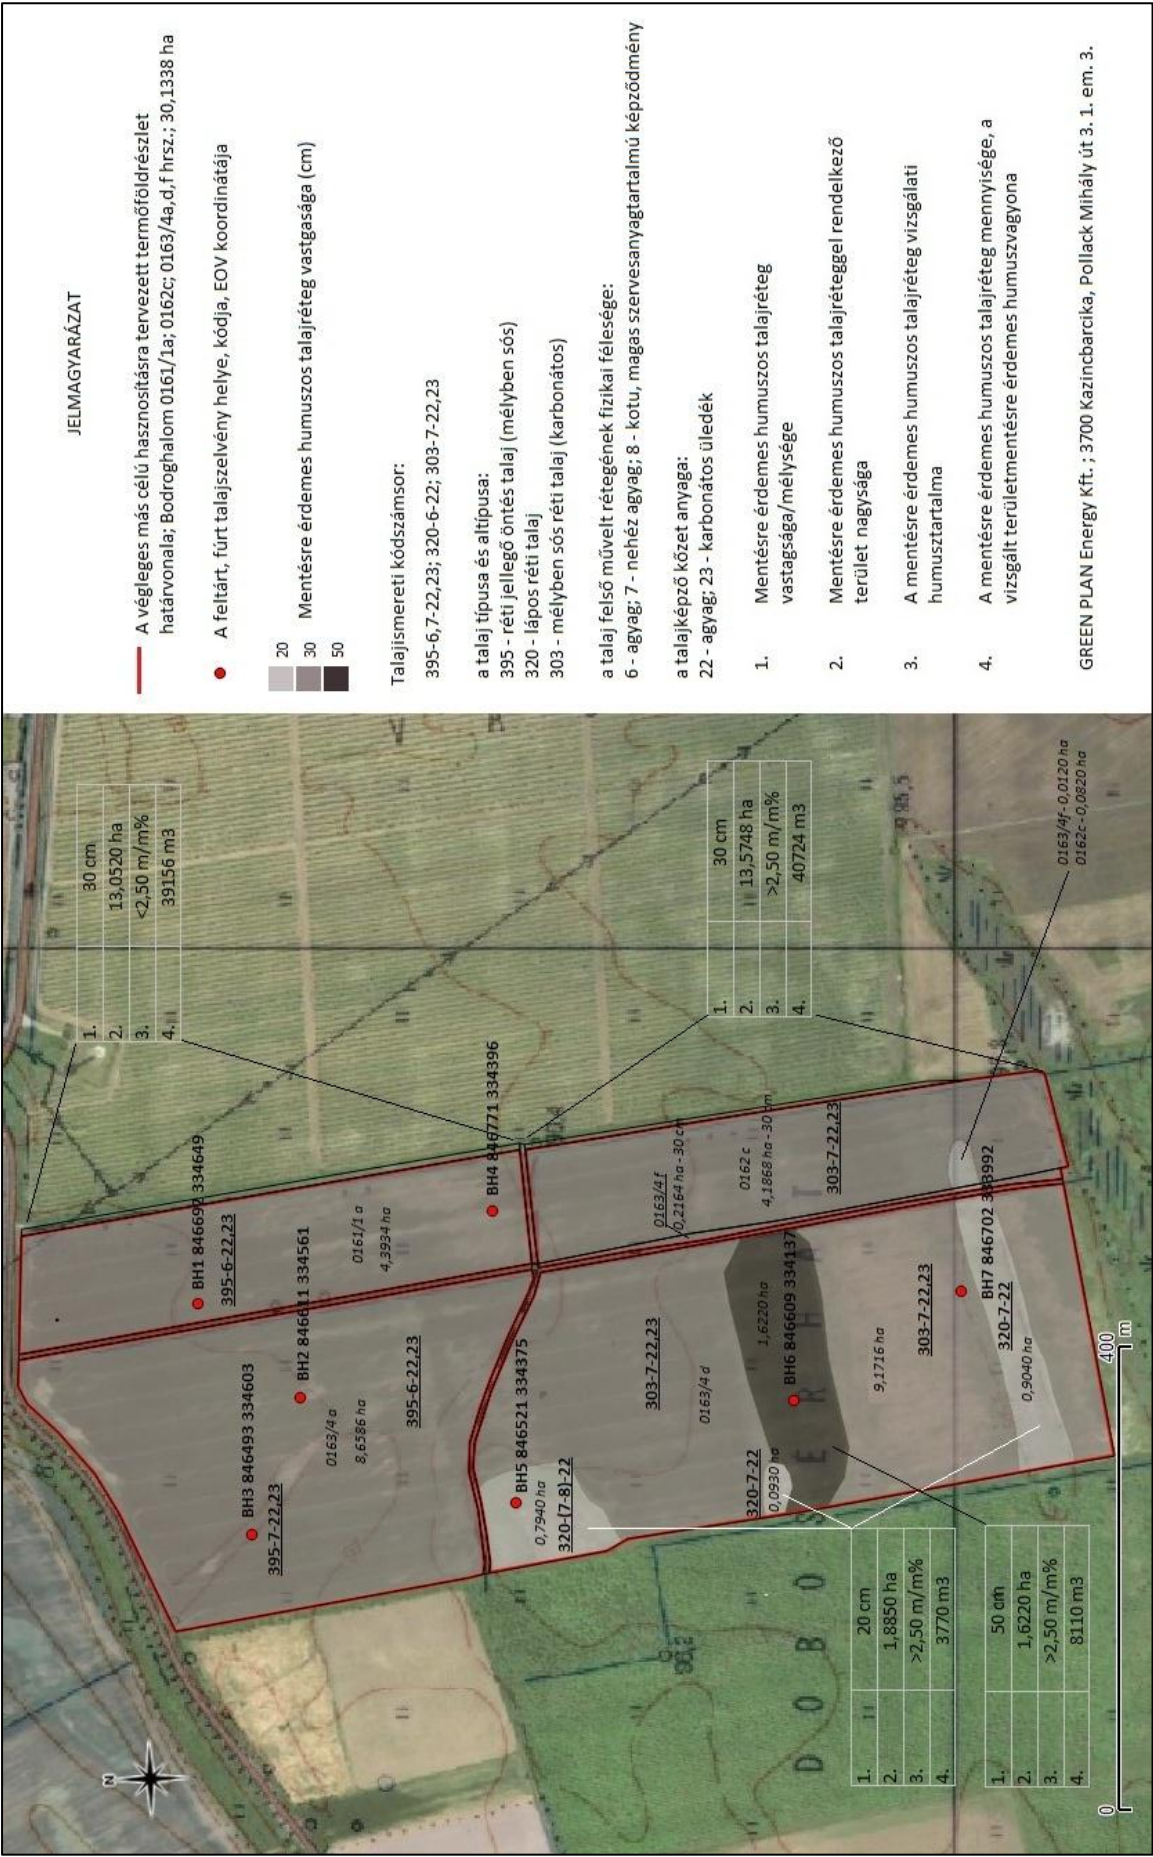 JELMAGYARÁZAT
A végleges más célú hasznosításra tervezett termőföldrészlet
határvonala; Bodroghalom 0161/1a; 0162c; 0163/4a,d,f hrsz.; 30,1338 ha
A feltárt, fúrt talajszelvény helye, kódja, EOV koordinátája
20
30
50
Mentésre érdemes humuszos talajréteg vastgasága (cm)
Talajismereti kódszámsor:
395-6,7-22,23; 320-6-22; 303-7-22,23
a talaj típusa és altípusa:
395 - réti jellegő öntés talaj (mélyben sós)
320 - lápos réti talaj
303 - mélyben sós réti talaj (karbonátos)
a talaj felső művelt rétegének fizikai félesége:
6 - agyag; 7 - nehéz agyag; 8 - kotu, magas szervesanyagtartalmú képződmény
a talajképző kőzet anyaga:
22 - agyag; 23 - karbonátos üledék
1. Mentésre érdemes humuszos talajréteg
vastagsága/mélysége
2. Mentésre érdemes humuszos talajréteggel rendelkező
terület nagysága
3. A mentésre érdemes humuszos talajréteg vizsgálati
humusztartalma
4. A mentésre érdemes humuszos talajréteg mennyisége, a
vizsgált területmentésre érdemes humuszvagyona
GREEN PLAN Energy Kft. ; 3700 Kazincbarcika, Pollack Mihály út 3. 1. em. 3.
1. 30 cm
2. 13,0520 ha
3. <2,50 m/m%
4. 39156 m3
1. 30 cm
2. 13,5748 ha
3. >2,50 m/m%
4. 40724 m3
0163/4f - 0,0120 ha
0162c - 0,0820 ha
BH1 846697 334649
395-6-22,23
BH2 846611 334561
0161/1 a
4,3934 ha
BH4 846771 334396
BH3 846493 334603
395-7-22,23
0163/4 a
8,6586 ha
395-6-22,23
BH5 846521 334375
0,7940 ha
320-(7-8)-22
303-7-22,23
0163/4 d
0163/4 f
0,2164 ha - 30 cm
0162 c
4,1868 ha - 30 cm
303-7-22,23
1,6220 ha
BH6 846609 334137
320-7-22
0,0930 ha
9,1716 ha
303-7-22,23
BH7 846702 333992
320-7-22
0,9040 ha
1. 20 cm
2. 1,8850 ha
3. >2,50 m/m%
4. 3770 m3
1. 50 cm
2. 1,6220 ha
3. >2,50 m/m%
4. 8110 m3
D O B O S E R H Á T
96,2
N
0 400
m